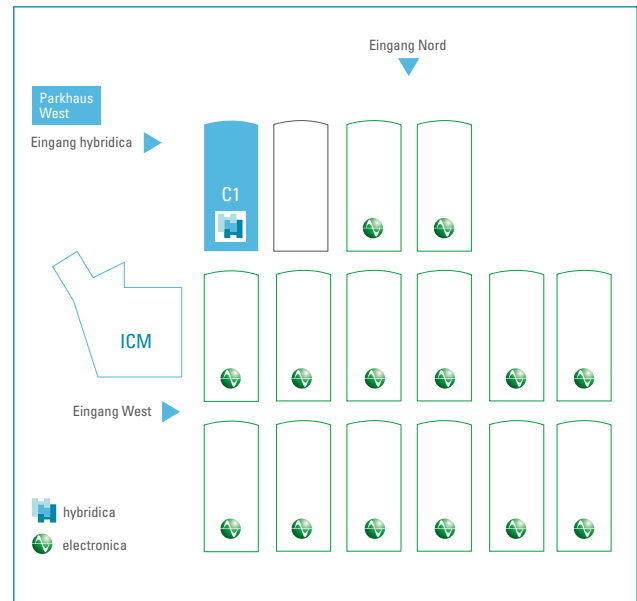 Eingang Nord
Parkhaus
West
Eingang hybridica
C1
ICM
Eingang West
hybridica
electronica